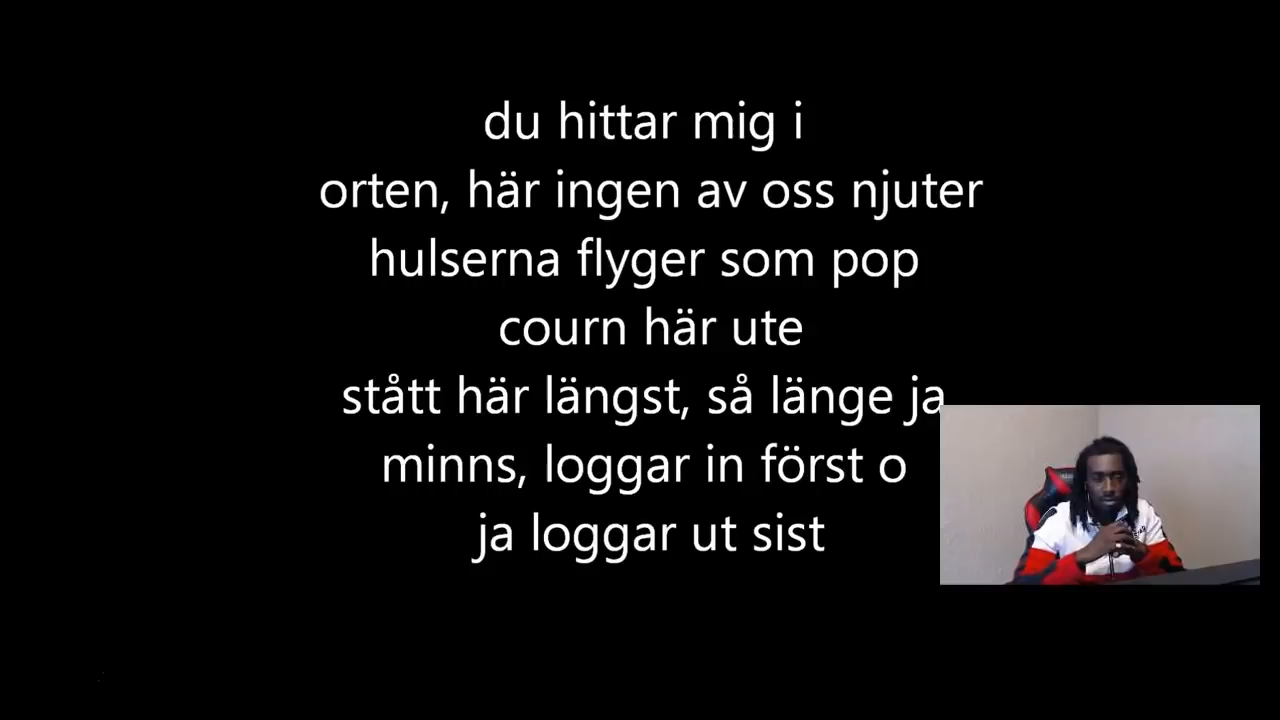 du hittar mig i
orten, här ingen av oss njuter
hulserna flyger som pop
courn här ute
stått här längst, så länge ja
minns, loggar in först o
ja loggar ut sist